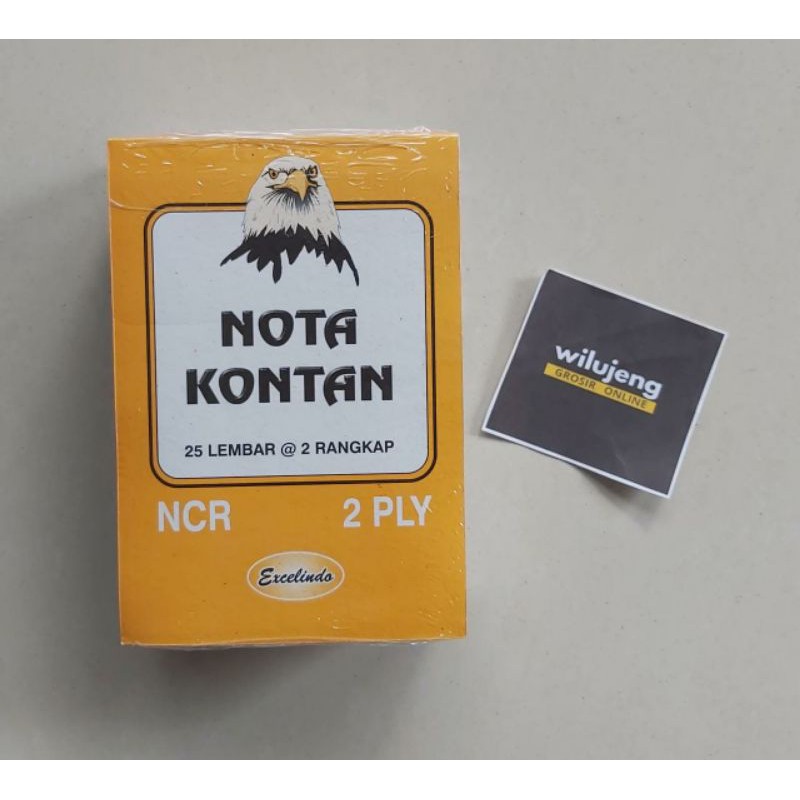 NOTA
KONTAN
25 LEMBAR @ 2 RANGKAP
NCR 2 PLY
Excelindo
wilujeng
GROSIR ONLINE